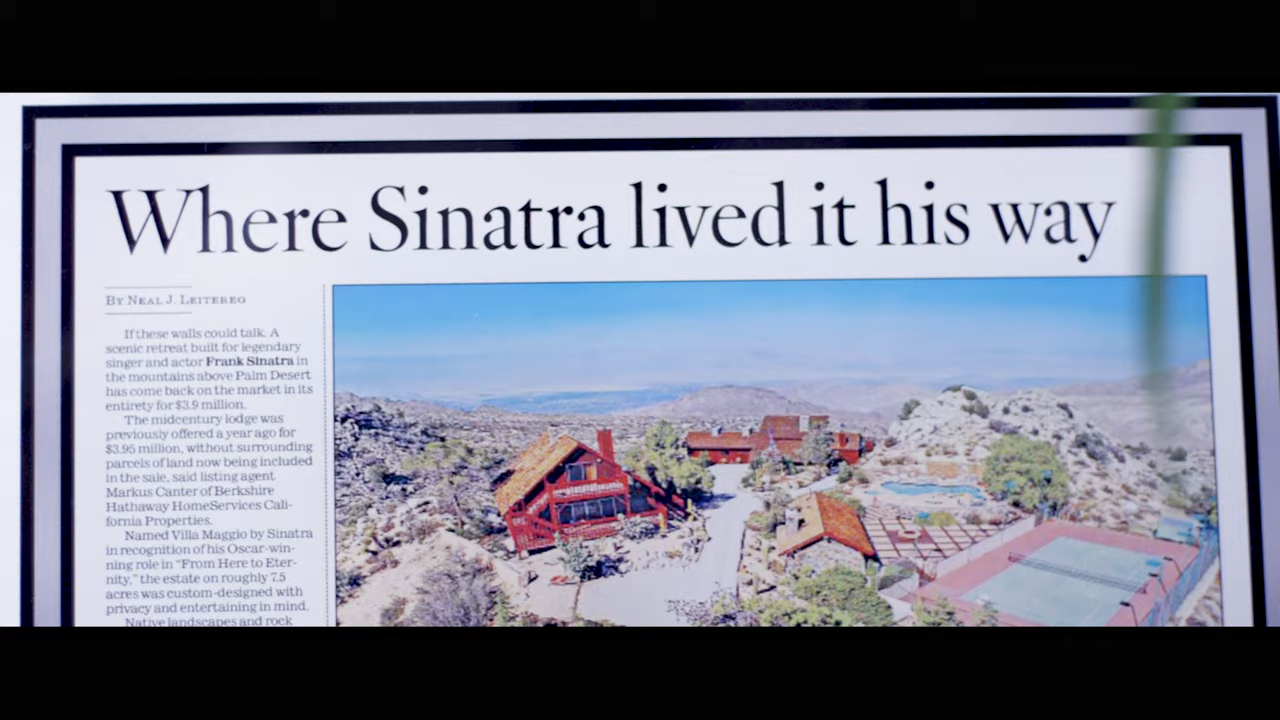 Where Sinatra lived it his way
BY NEAL J. LEITEREG
If these walls could talk. A
scenic retreat built for legendary
singer and actor Frank Sinatra in
the mountains above Palm Desert
has come back on the market in its
entirety for $3.9 million.
The midcentury lodge was
previously offered a year ago for
$3.95 million, without surrounding
parcels of land now being included
in the sale, said listing agent
Markus Canter of Berkshire
Hathaway HomeServices Cali-
fornia Properties.
Named Villa Maggio by Sinatra
in recognition of his Oscar-win-
ning role in “From Here to Eter-
nity,” the estate on roughly 7.5
acres was custom-designed with
privacy and entertaining in mind.
Native landscapes and rock